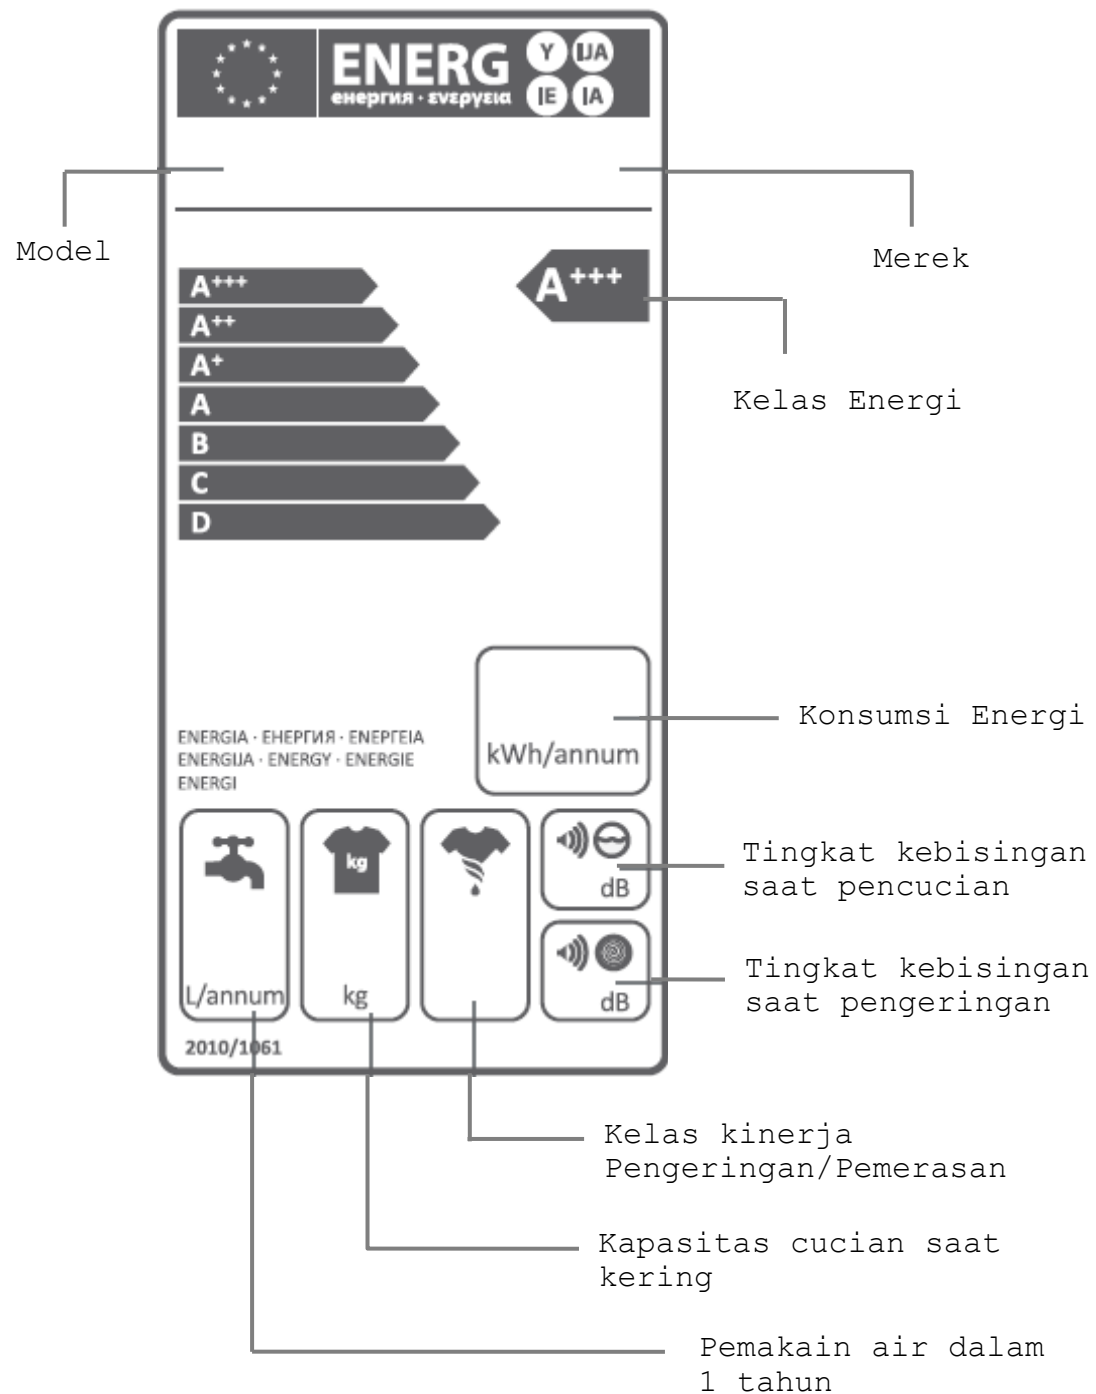 ENERG
енергия · ενεργεια
Y IJA
IE IA
Model
Merek
A+++
A+++
A++
A+
A
B
C
D
Kelas Energi
Konsumsi Energi
kWh/annum
ENERGIA · ЕНЕРГИЯ · ΕΝΕΡΓΕΙΑ
ENERGIJA · ENERGY · ENERGIE
ENERGI
kg
dB
Tingkat kebisingan
saat pencucian
L/annum
kg
dB
Tingkat kebisingan
saat pengeringan
2010/1061
Kelas kinerja
Pengeringan/Pemerasan
Kapasitas cucian saat
kering
Pemakain air dalam
1 tahun